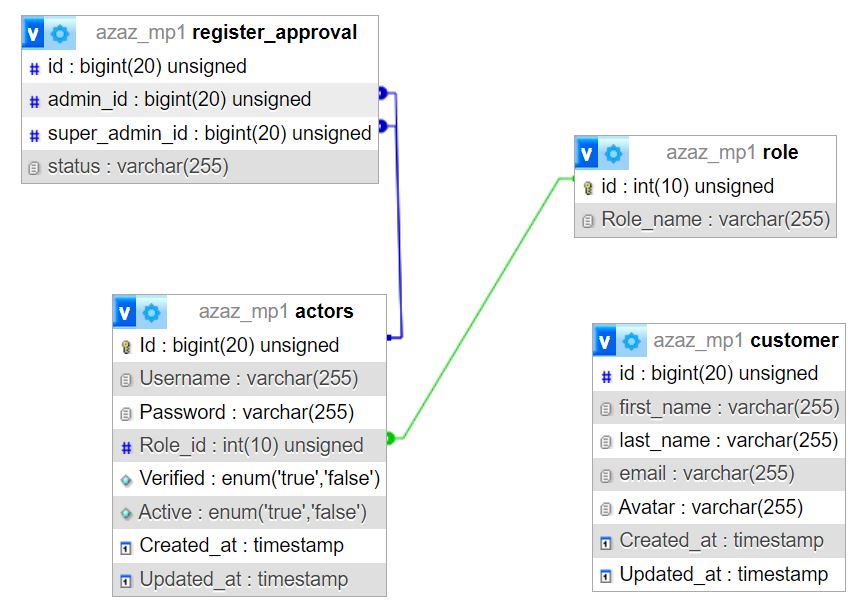 v azaz_mp1 register_approval
# id : bigint(20) unsigned
# admin_id : bigint(20) unsigned
# super_admin_id : bigint(20) unsigned
status : varchar(255)
v azaz_mp1 role
id : int(10) unsigned
Role_name : varchar(255)
v azaz_mp1 actors
Id : bigint(20) unsigned
Username : varchar(255)
Password : varchar(255)
# Role_id : int(10) unsigned
Verified : enum('true','false')
Active : enum('true','false')
Created_at : timestamp
Updated_at : timestamp
v azaz_mp1 customer
# id : bigint(20) unsigned
first_name : varchar(255)
last_name : varchar(255)
email : varchar(255)
Avatar : varchar(255)
Created_at : timestamp
Updated_at : timestamp